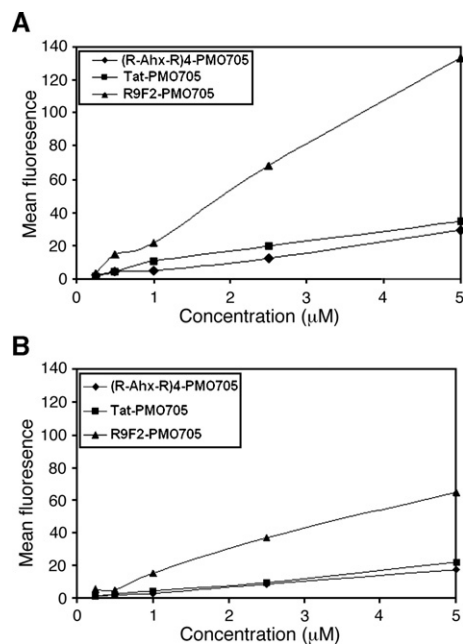 A
140
120
100
80
60
40
20
0
Mean fluoresence
(R-Ahx-R)4-PMO705
Tat-PMO705
R9F2-PMO705
0 1 2 3 4 5
Concentration (μM)
B
140
120
100
80
60
40
20
0
Mean fluoresence
(R-Ahx-R)4-PMO705
Tat-PMO705
R9F2-PMO705
0 1 2 3 4 5
Concentration (μM)